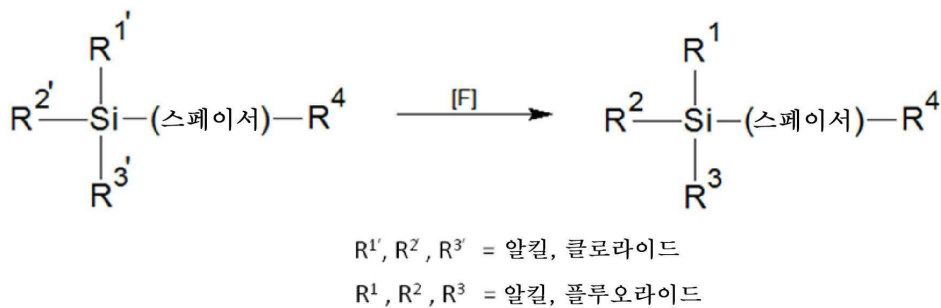 R1' R1
R2' Si (스페이서) R4 [F] R2 Si (스페이서) R4
R3' R3
R1', R2', R3' = 알킬, 클로라이드
R1 , R2 , R3 = 알킬, 플루오라이드